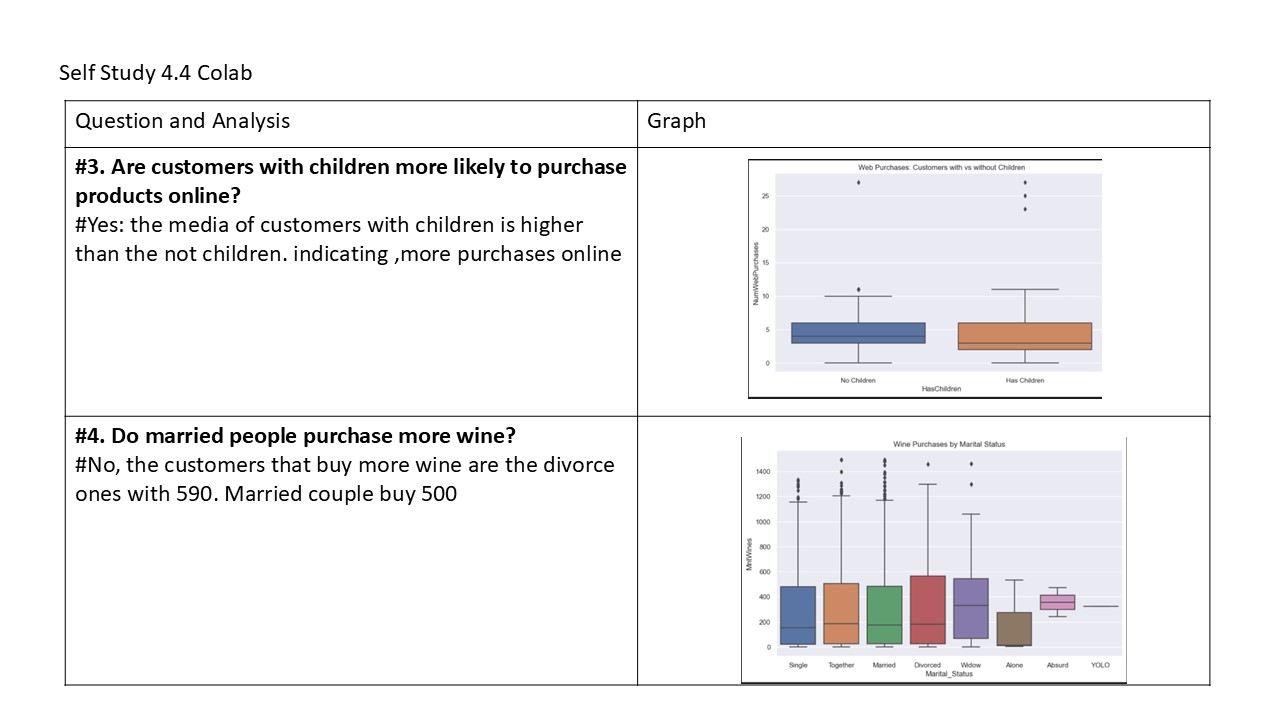 Self Study 4.4 Colab
Question and Analysis
Graph
#3. Are customers with children more likely to purchase
products online?
#Yes: the media of customers with children is higher
than the not children. indicating ,more purchases online
Web Purchases: Customers with vs without Children
NumWebPurchases
25
20
15
10
5
0
No Children
Has Children
HasChildren
#4. Do married people purchase more wine?
#No, the customers that buy more wine are the divorce
ones with 590. Married couple buy 500
Wine Purchases by Marital Status
MntWines
1400
1200
1000
800
600
400
200
0
Single
Together
Married
Divorced
Widow
Alone
Absurd
YOLO
Marital_Status